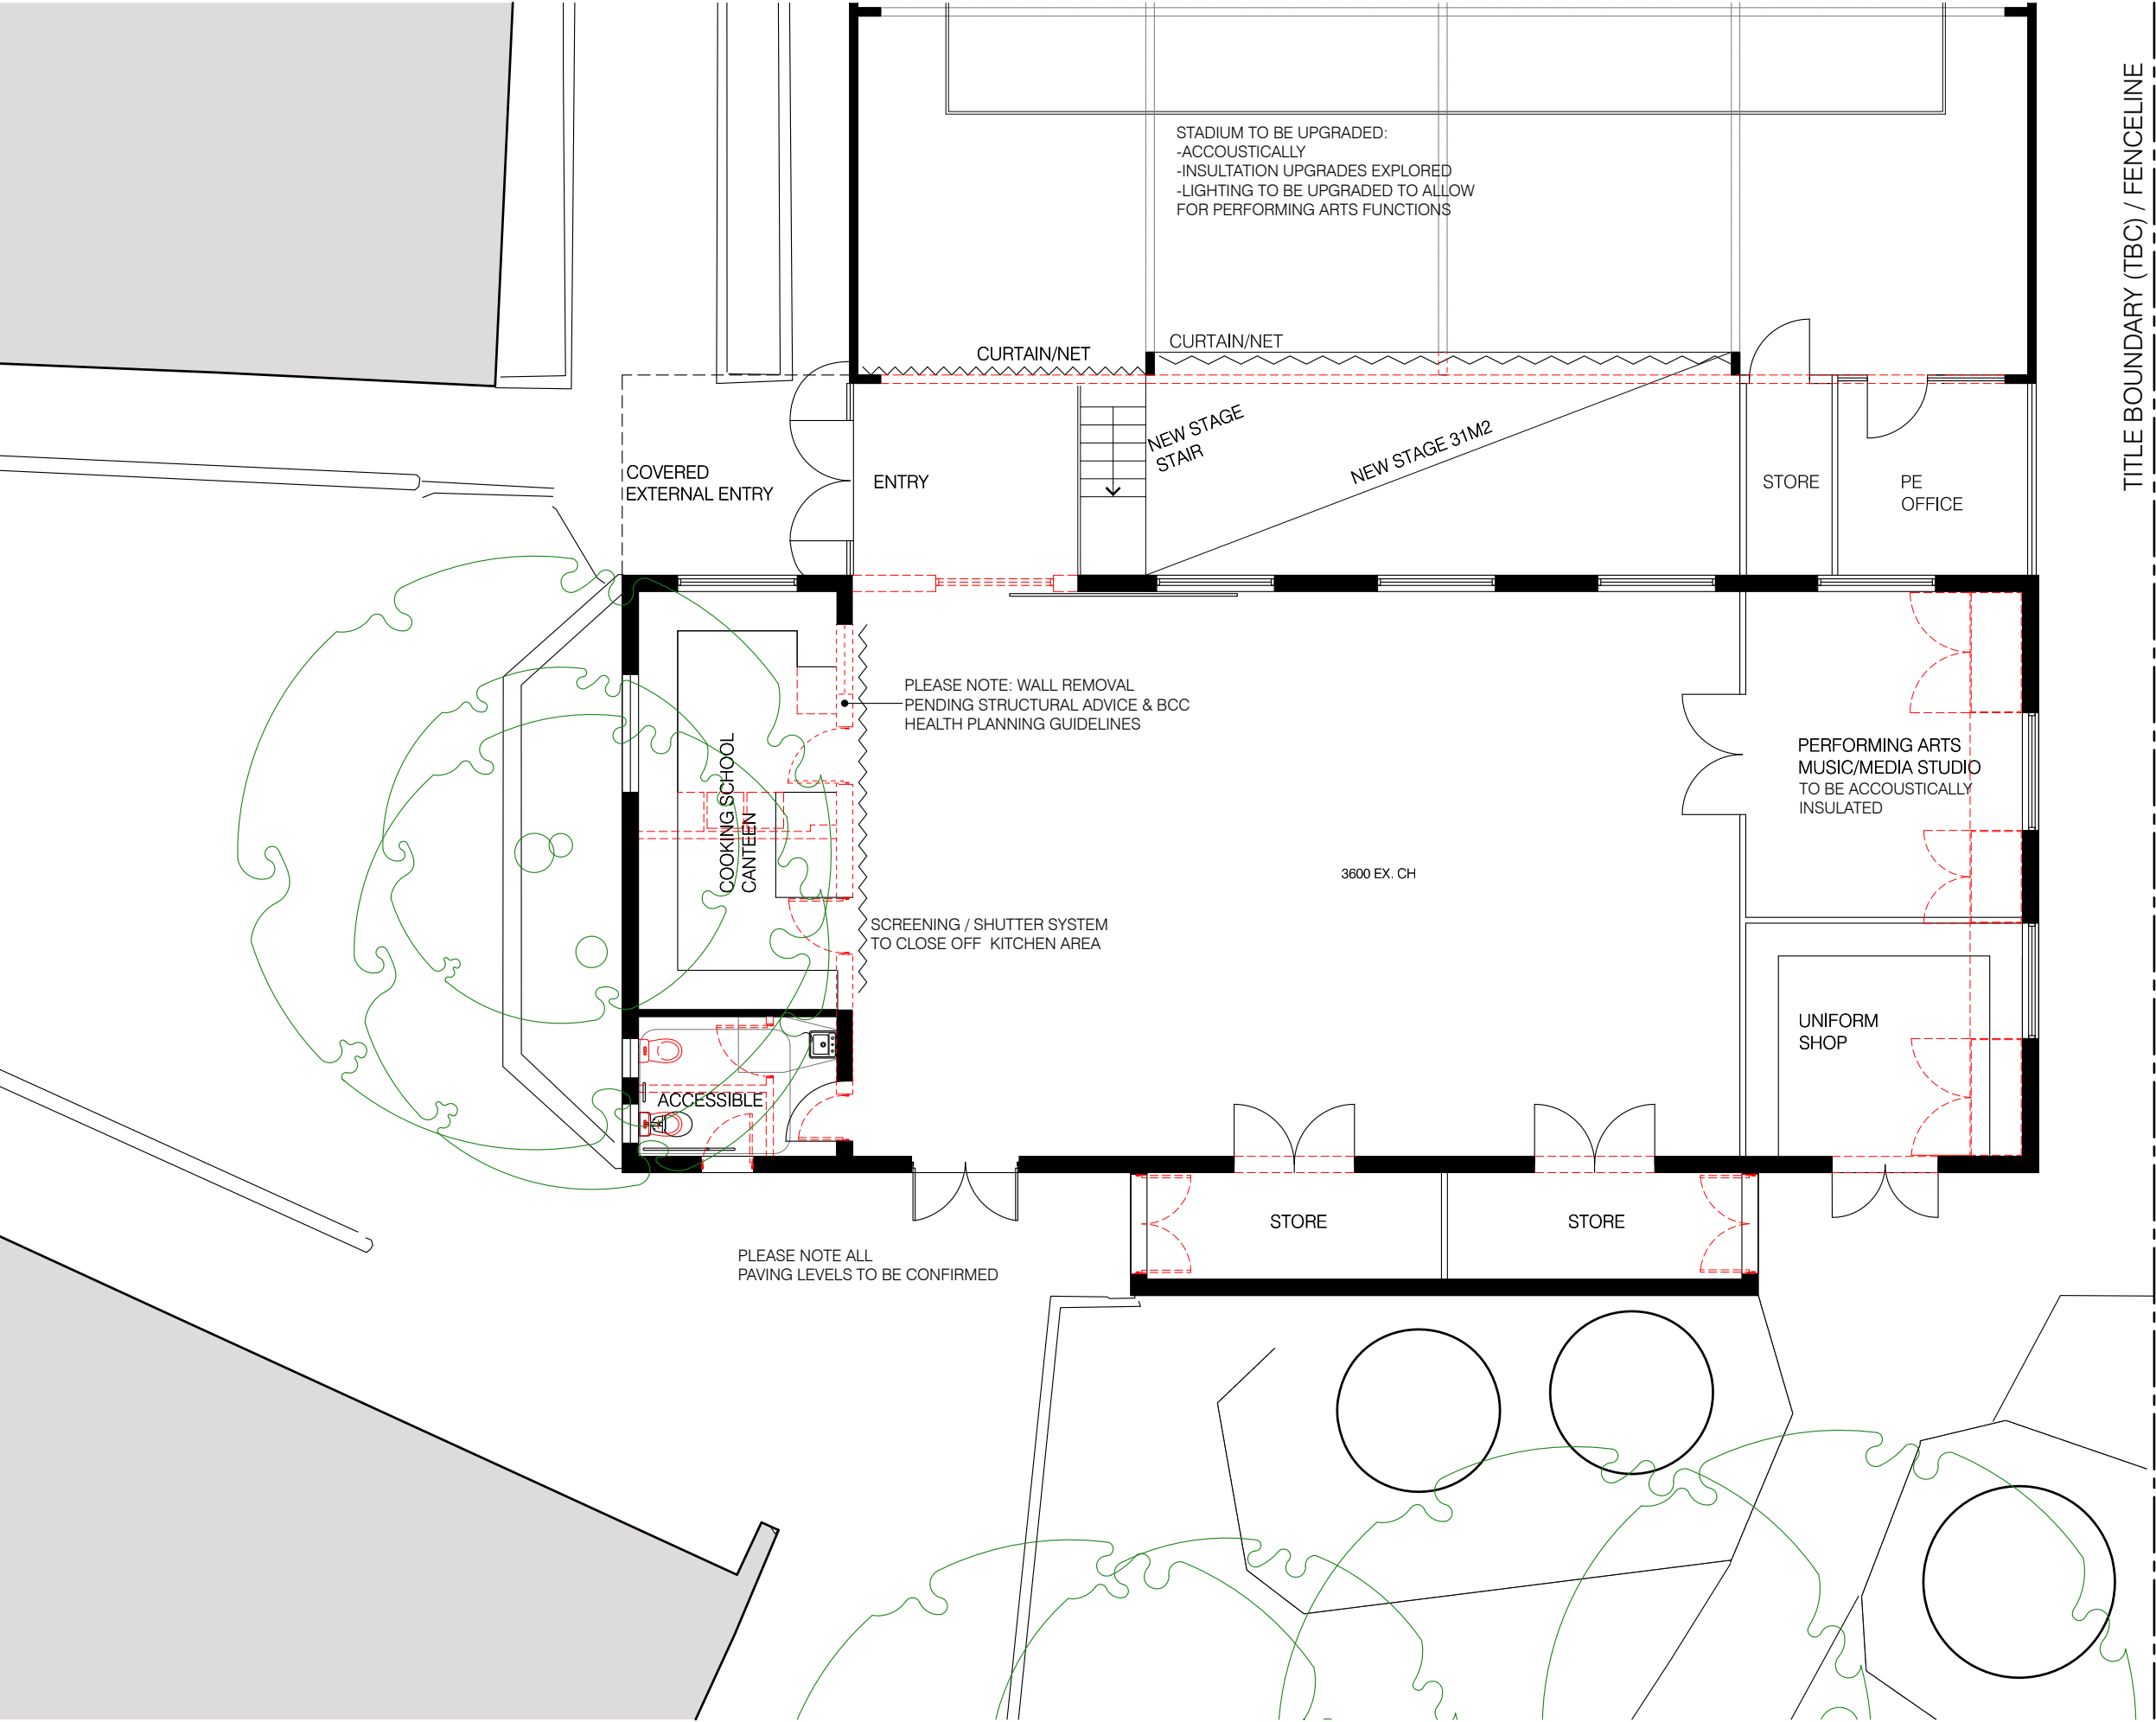 STADIUM TO BE UPGRADED:
-ACCOUSTICALLY
-INSULTATION UPGRADES EXPLORED
-LIGHTING TO BE UPGRADED TO ALLOW
FOR PERFORMING ARTS FUNCTIONS
TITLE BOUNDARY (TBC) / FENCELINE
CURTAIN/NET
CURTAIN/NET
COVERED
EXTERNAL ENTRY
ENTRY
NEW STAGE
STAIR
NEW STAGE 31M2
STORE
PE
OFFICE
PLEASE NOTE: WALL REMOVAL
PENDING STRUCTURAL ADVICE & BCC
HEALTH PLANNING GUIDELINES
COOKING SCHOOL
CANTEEN
PERFORMING ARTS
MUSIC/MEDIA STUDIO
TO BE ACCOUSTICALLY
INSULATED
3600 EX. CH
SCREENING / SHUTTER SYSTEM
TO CLOSE OFF KITCHEN AREA
UNIFORM
SHOP
ACCESSIBLE
STORE
STORE
PLEASE NOTE ALL
PAVING LEVELS TO BE CONFIRMED